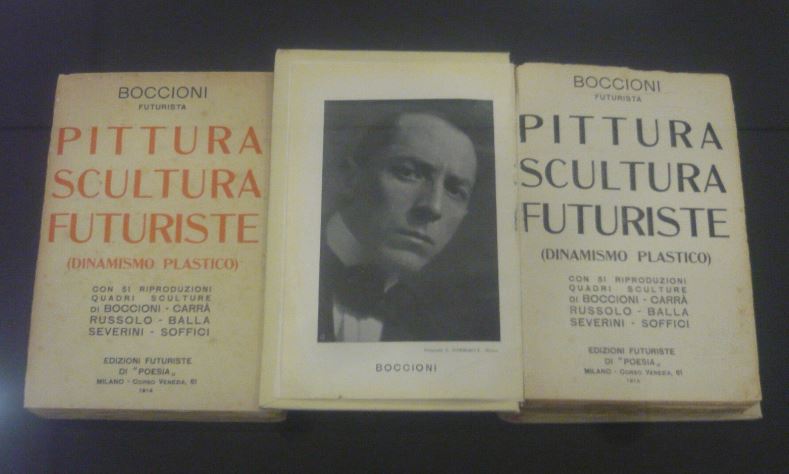 BOCCIONI
FUTURISTA
PITTURA
SCULTURA
FUTURISTE
(DINAMISMO PLASTICO)
CON 51 RIPRODUZIONI
QUADRI SCULTURE
DI BOCCIONI - CARRÀ
RUSSOLO - BALLA
SEVERINI - SOFFICI
EDIZIONI FUTURISTE
DI "POESIA"
MILANO - CORSO VENEZIA, 61
1914
BOCCIONI
BOCCIONI
FUTURISTA
PITTURA
SCULTURA
FUTURISTE
(DINAMISMO PLASTICO)
CON 51 RIPRODUZIONI
QUADRI SCULTURE
DI BOCCIONI - CARRÀ
RUSSOLO - BALLA
SEVERINI - SOFFICI
EDIZIONI FUTURISTE
DI "POESIA"
MILANO - CORSO VENEZIA, 61
1914